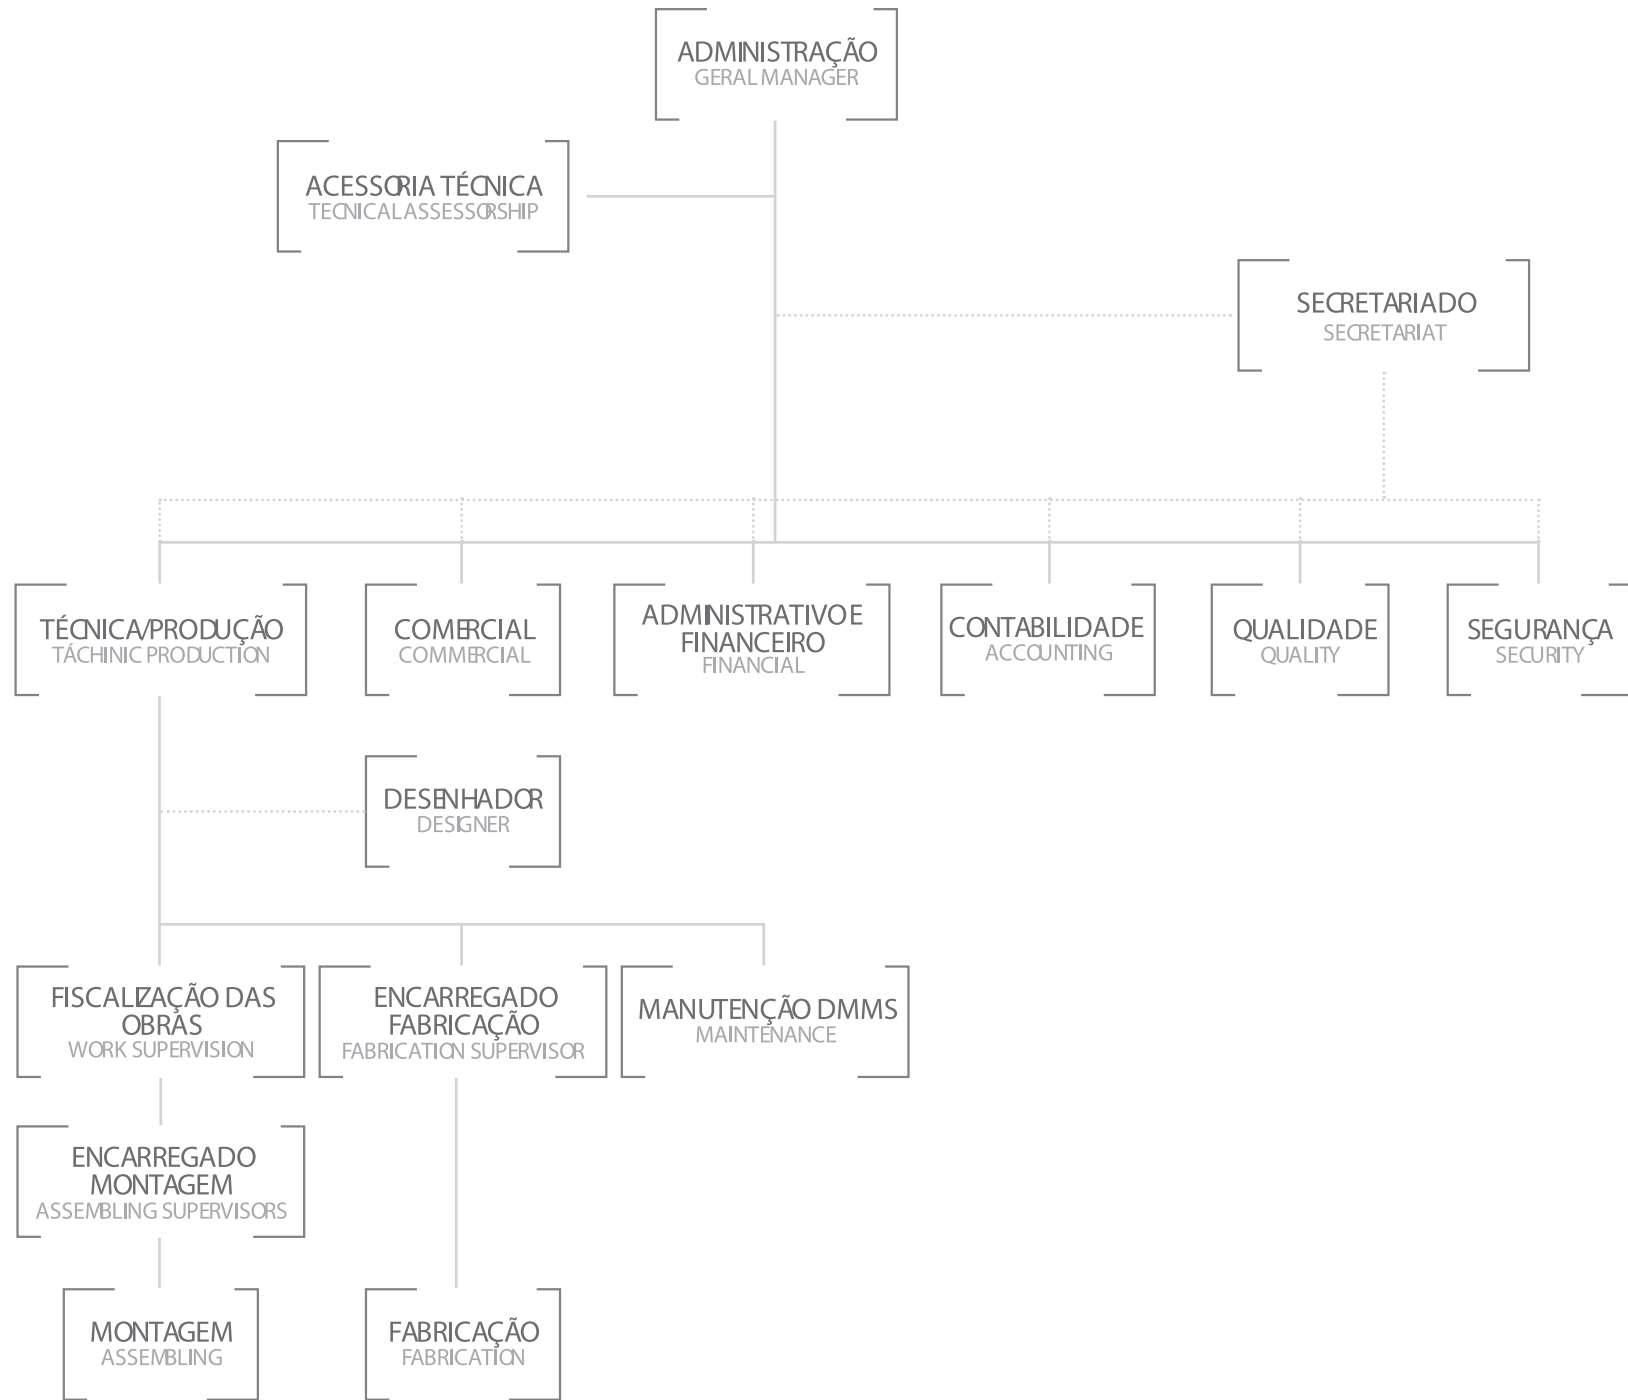 ADMINISTRAÇÃO
GERAL MANAGER
ACESSORIA TÉCNICA
TECNICAL ASSESSORSHIP
SECRETARIADO
SECRETARIAT
TÉCNICA/PRODUÇÃO
TÁCHINIC PRODUCTION
COMERCIAL
COMMERCIAL
ADMINISTRATIVO E
FINANCEIRO
FINANCIAL
CONTABILIDADE
ACCOUNTING
QUALIDADE
QUALITY
SEGURANÇA
SECURITY
DESENHADOR
DESIGNER
FISCALIZAÇÃO DAS
OBRAS
WORK SUPERVISION
ENCARREGADO
FABRICAÇÃO
FABRICATION SUPERVISOR
MANUTENÇÃO DMMS
MAINTENANCE
ENCARREGADO
MONTAGEM
ASSEMBLING SUPERVISORS
MONTAGEM
ASSEMBLING
FABRICAÇÃO
FABRICATION